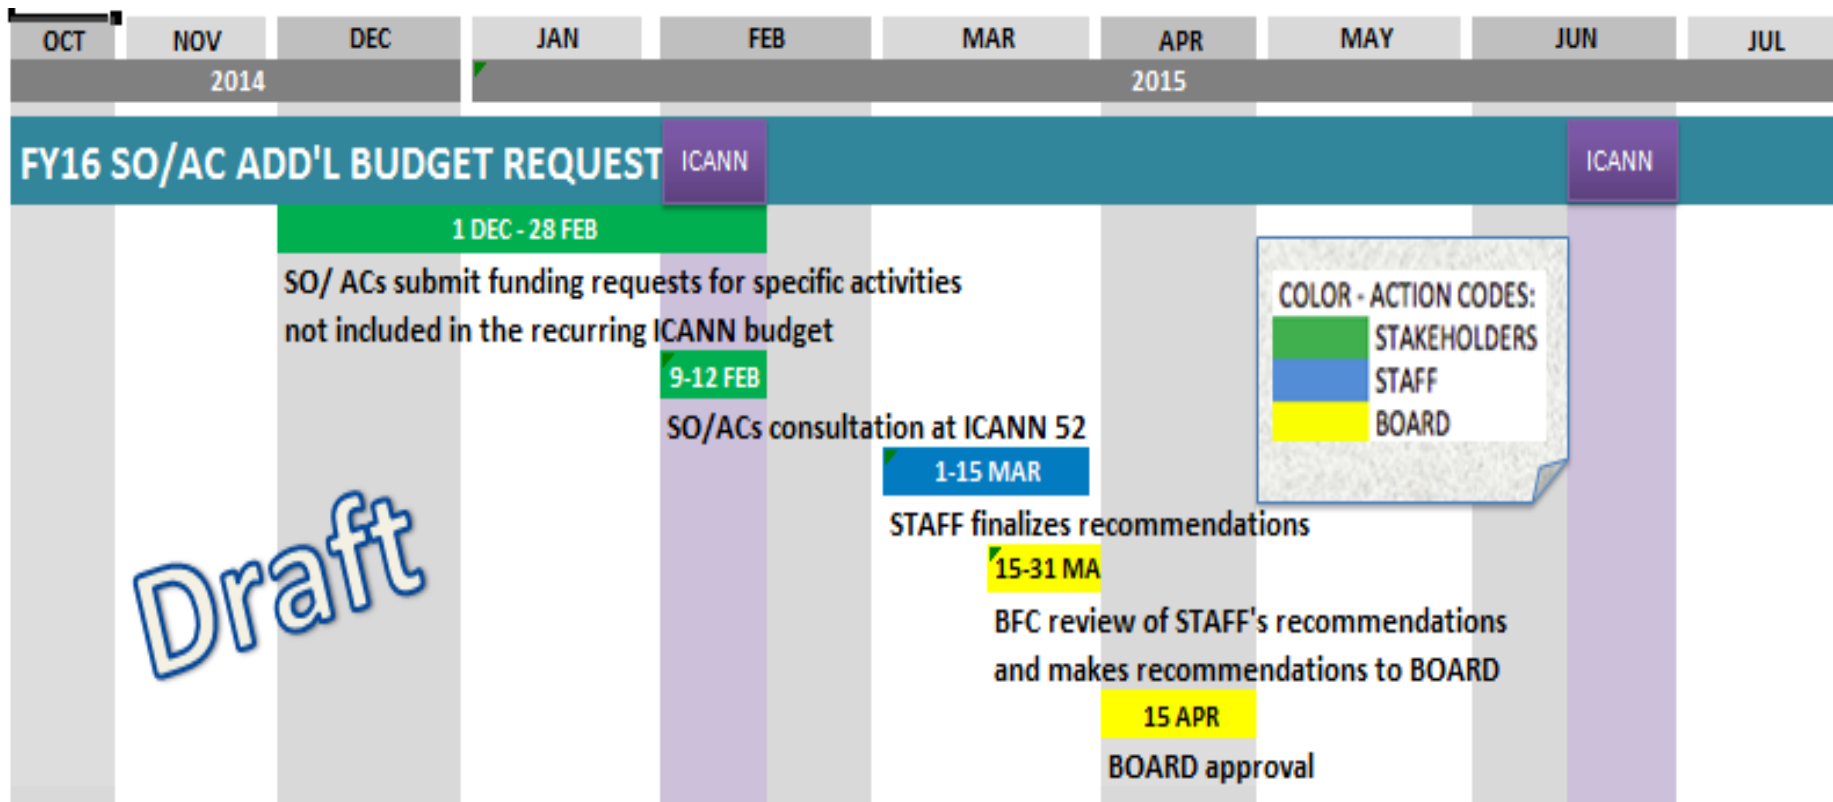 OCT NOV DEC JAN FEB MAR APR MAY JUN JUL
2014 2015
FY16 SO/AC ADD'L BUDGET REQUEST ICANN ICANN
1 DEC - 28 FEB
SO/ ACs submit funding requests for specific activities
not included in the recurring ICANN budget
9-12 FEB
SO/ACs consultation at ICANN 52
1-15 MAR
STAFF finalizes recommendations
15-31 MA
BFC review of STAFF's recommendations
and makes recommendations to BOARD
15 APR
BOARD approval
COLOR - ACTION CODES:
STAKEHOLDERS
STAFF
BOARD
Draft